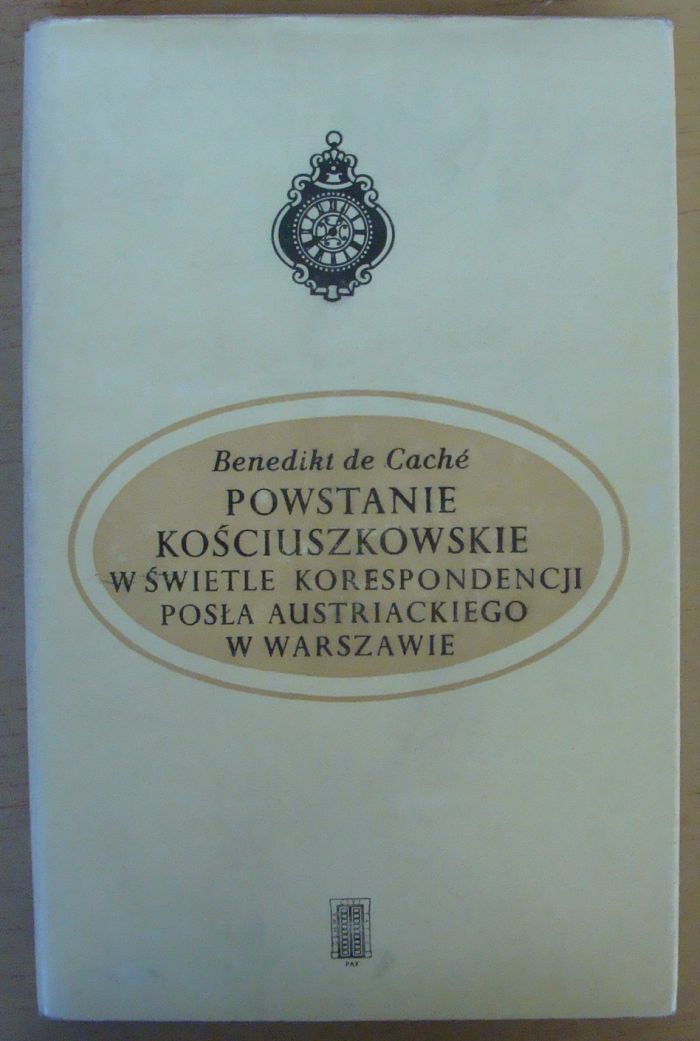 Benedikt de Caché
POWSTANIE
KOŚCIUSZKOWSKIE
W ŚWIETLE KORESPONDENCJI
POSŁA AUSTRIACKIEGO
W WARSZAWIE
PAX